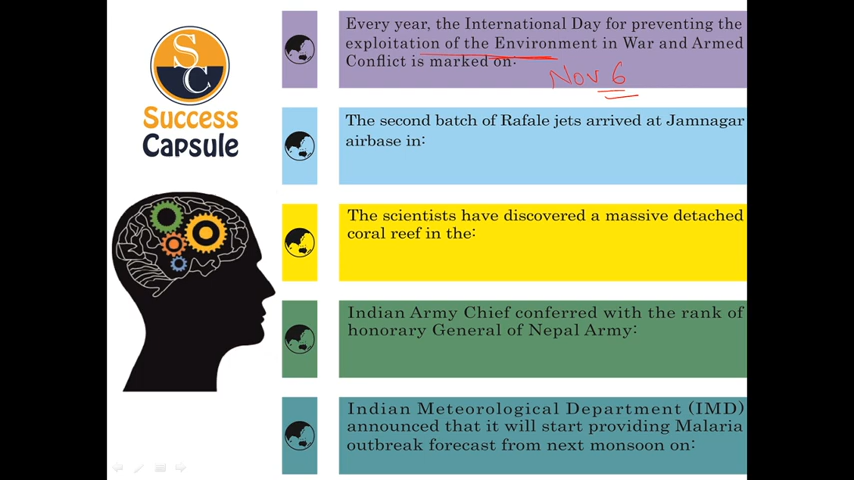 S
C
Success
Capsule
Every year, the International Day for preventing the
exploitation of the Environment in War and Armed
Conflict is marked on:
Nov 6
The second batch of Rafale jets arrived at Jamnagar
airbase in:
The scientists have discovered a massive detached
coral reef in the:
Indian Army Chief conferred with the rank of
honorary General of Nepal Army:
Indian Meteorological Department (IMD)
announced that it will start providing Malaria
outbreak forecast from next monsoon on: